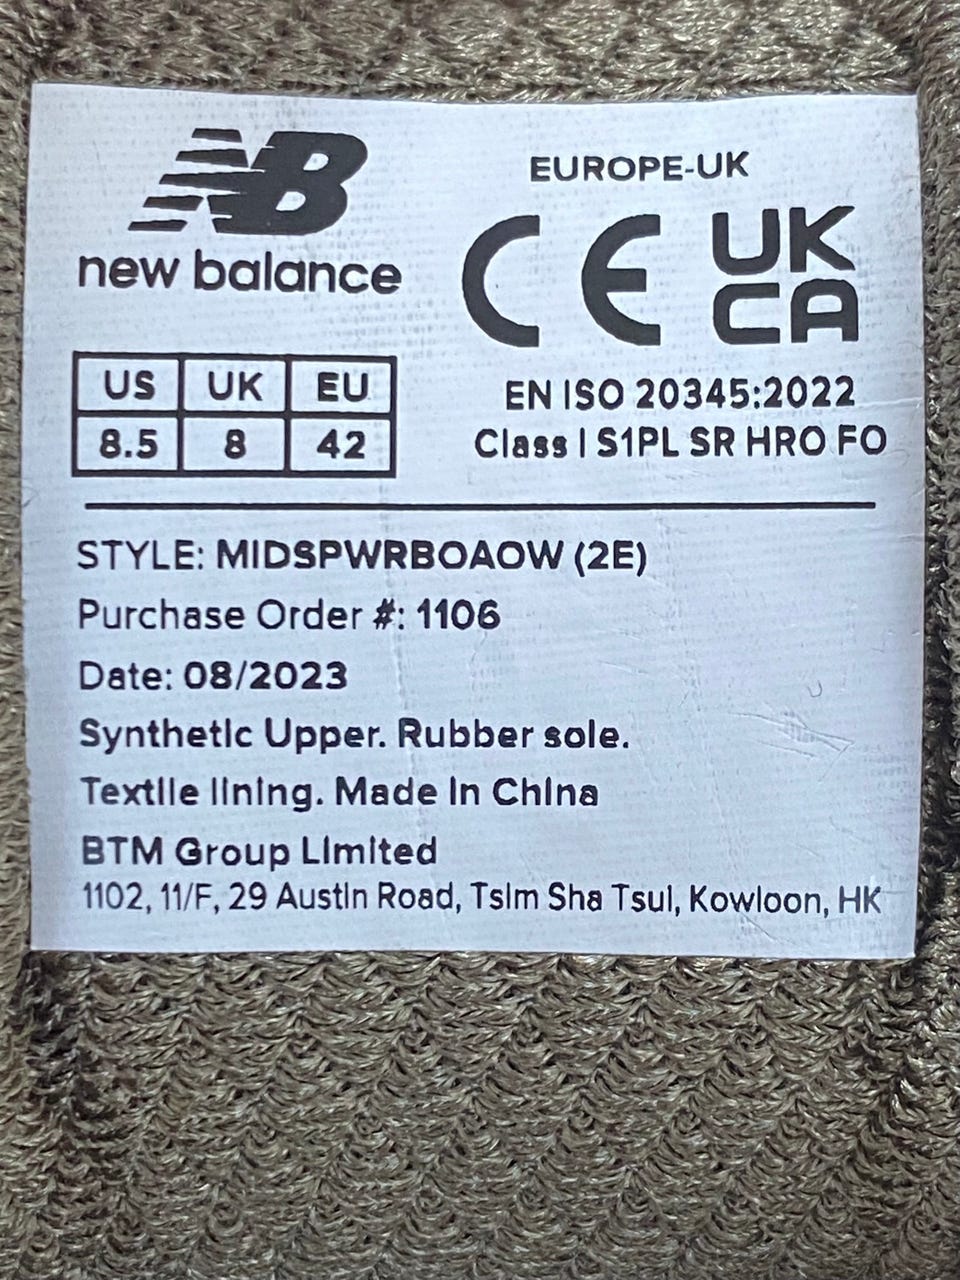 NB
new balance
EUROPE-UK
CE UK CA
US UK EU
8.5 8 42
EN ISO 20345:2022
Class I S1PL SR HRO FO
STYLE: MIDSPWRBOAOW (2E)
Purchase Order #: 1106
Date: 08/2023
Synthetic Upper. Rubber sole.
Textile lining. Made in China
BTM Group Limited
1102, 11/F, 29 Austin Road, Tsim Sha Tsui, Kowloon, HK